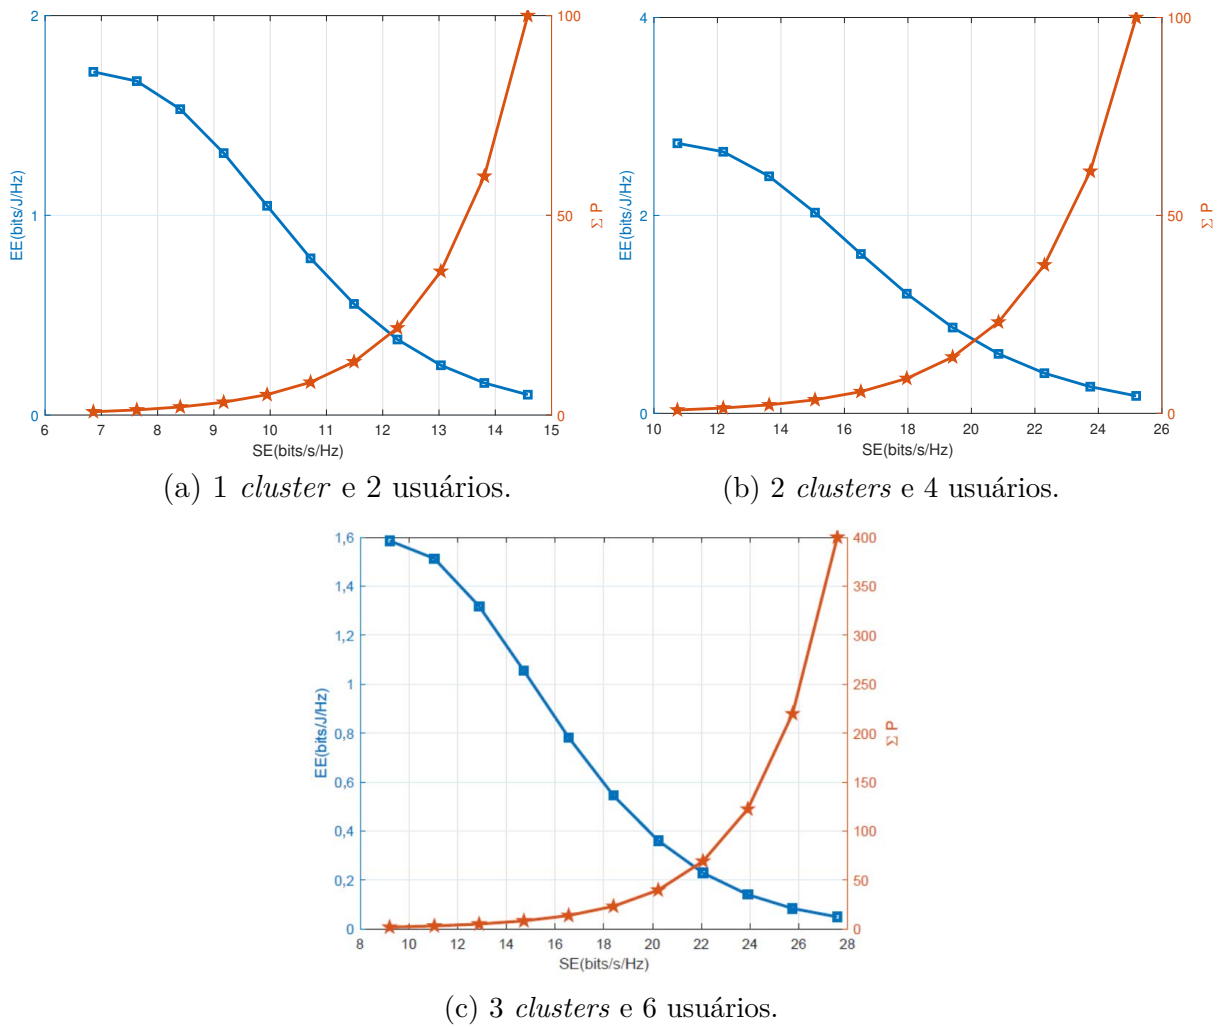 2
1
0
EE(bits/J/Hz)
100
50
0
Σ P
6 7 8 9 10 11 12 13 14 15
SE(bits/s/Hz)
(a) 1 cluster e 2 usuários.
4
2
0
EE(bits/J/Hz)
100
50
0
Σ P
10 12 14 16 18 20 22 24 26
SE(bits/s/Hz)
(b) 2 clusters e 4 usuários.
1,6
1,4
1,2
1
0,8
0,6
0,4
0,2
0
EE(bits/J/Hz)
400
350
300
250
200
150
100
50
0
Σ P
8 10 12 14 16 18 20 22 24 26 28
SE(bits/s/Hz)
(c) 3 clusters e 6 usuários.